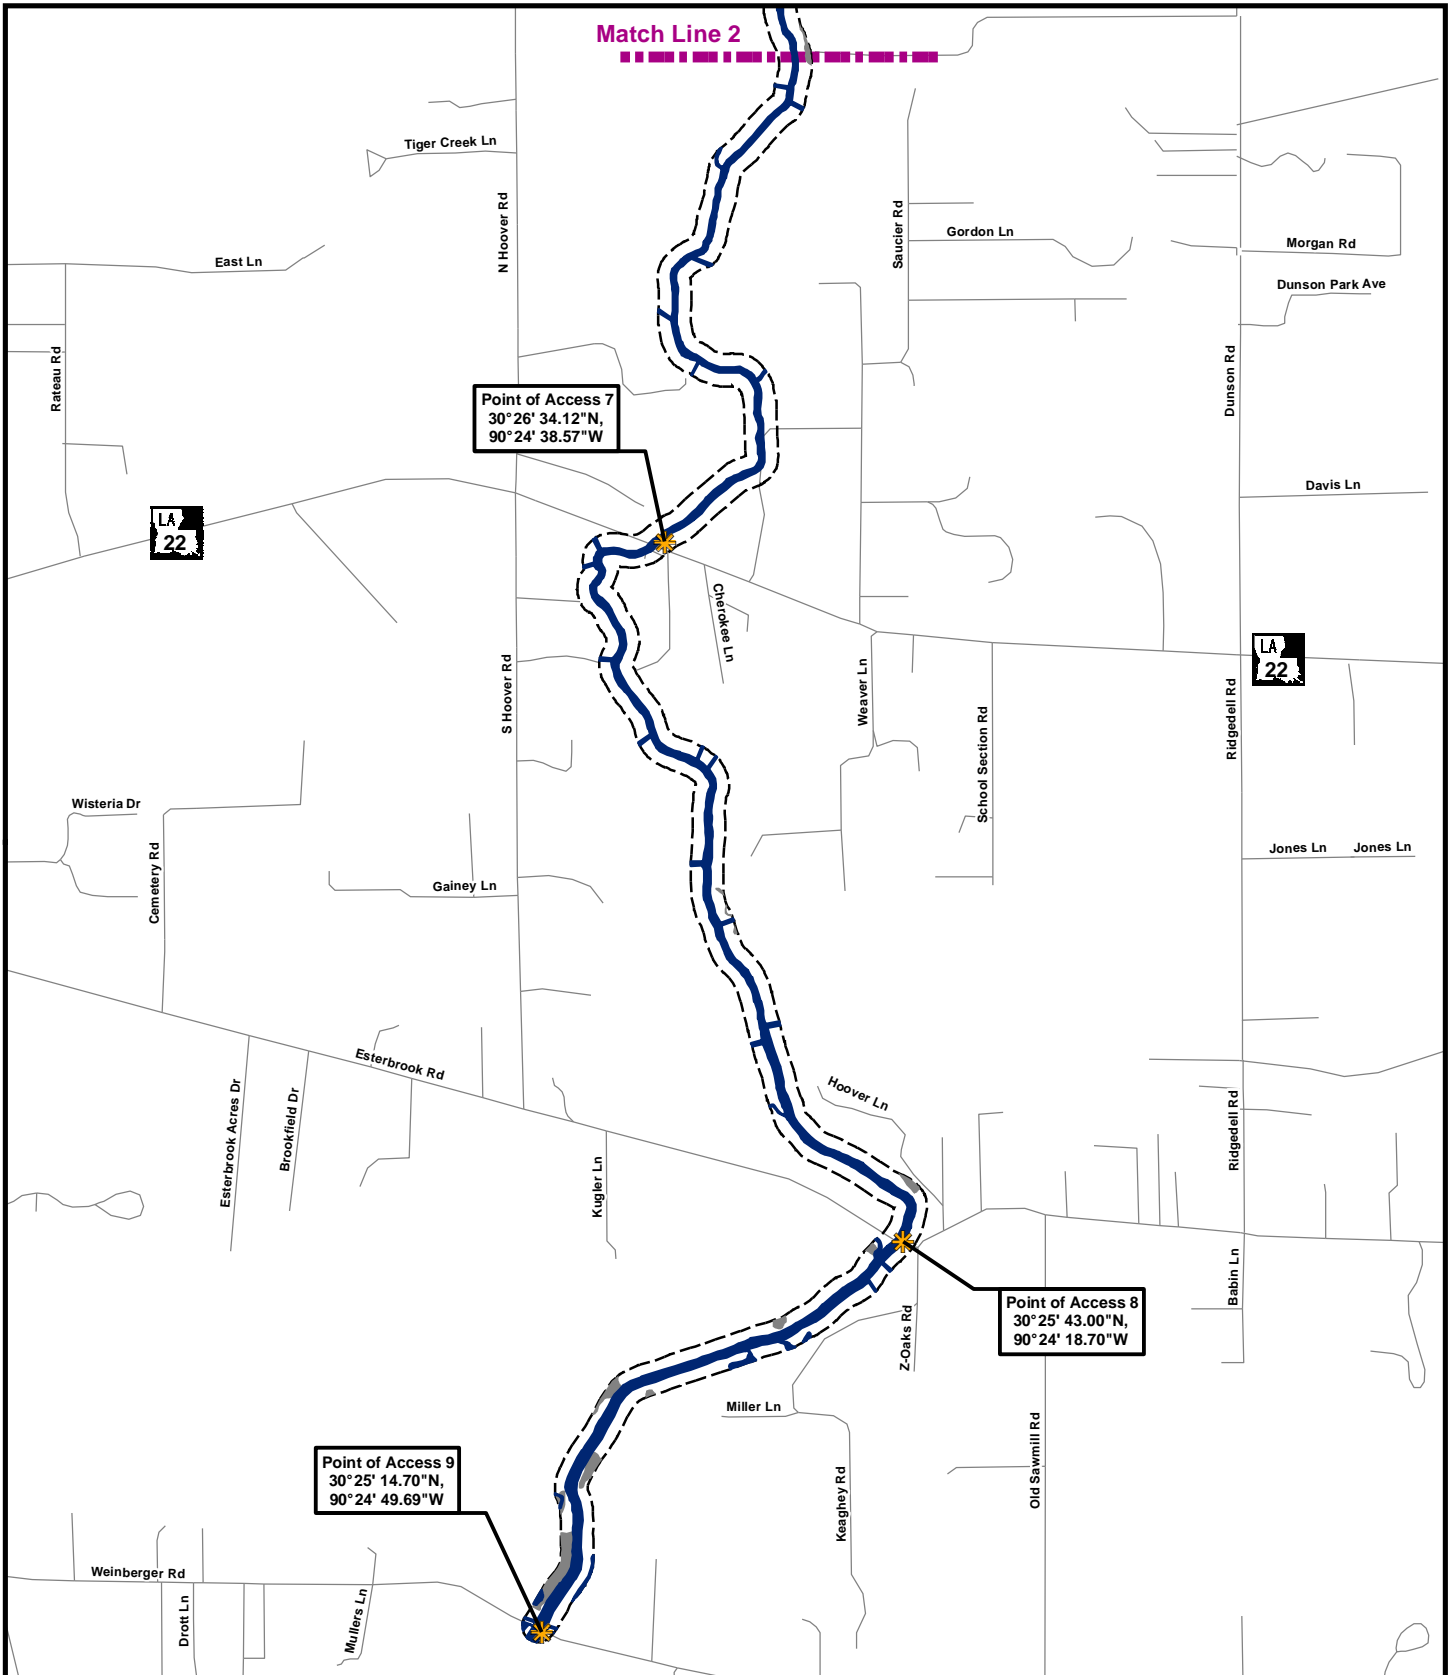 Match Line 2
Tiger Creek Ln
N Hoover Rd
Saucier Rd
Gordon Ln
Morgan Rd
East Ln
Dunson Park Ave
Rateau Rd
Dunson Rd
Point of Access 7
30°26' 34.12"N,
90°24' 38.57"W
Davis Ln
LA
22
Cherokee Ln
LA
22
S Hoover Rd
Weaver Ln
School Section Rd
Ridgedell Rd
Wisteria Dr
Cemetery Rd
Jones Ln
Jones Ln
Gainey Ln
Esterbrook Rd
Hoover Ln
Esterbrook Acres Dr
Brookfield Dr
Ridgedell Rd
Kugler Ln
Babin Ln
Point of Access 8
30°25' 43.00"N,
90°24' 18.70"W
Z-Oaks Rd
Miller Ln
Old Sawmill Rd
Point of Access 9
30°25' 14.70"N,
90°24' 49.69"W
Keaghey Rd
Weinberger Rd
Drott Ln
Mullers Ln